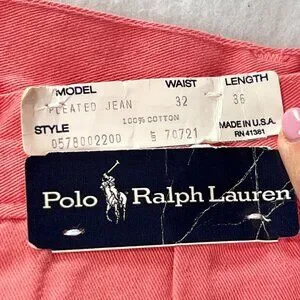 MODEL WAIST LENGTH
PLEATED JEAN 32 36
100% COTTON
STYLE MADE IN U.S.A.
0578002200 70721 RN 41381
Polo Ralph Lauren